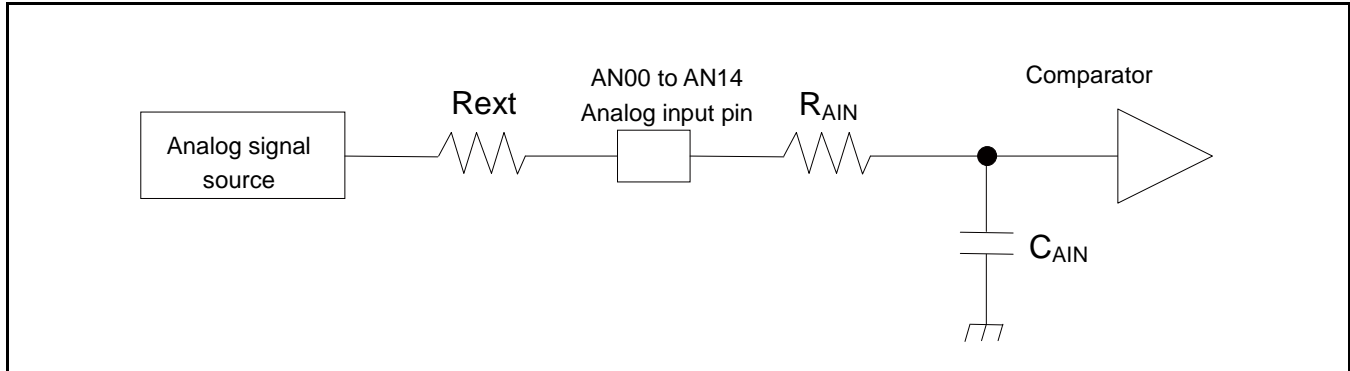 AN00 to AN14
Analog input pin
Comparator
Rext
RAIN
Analog signal
source
CAIN